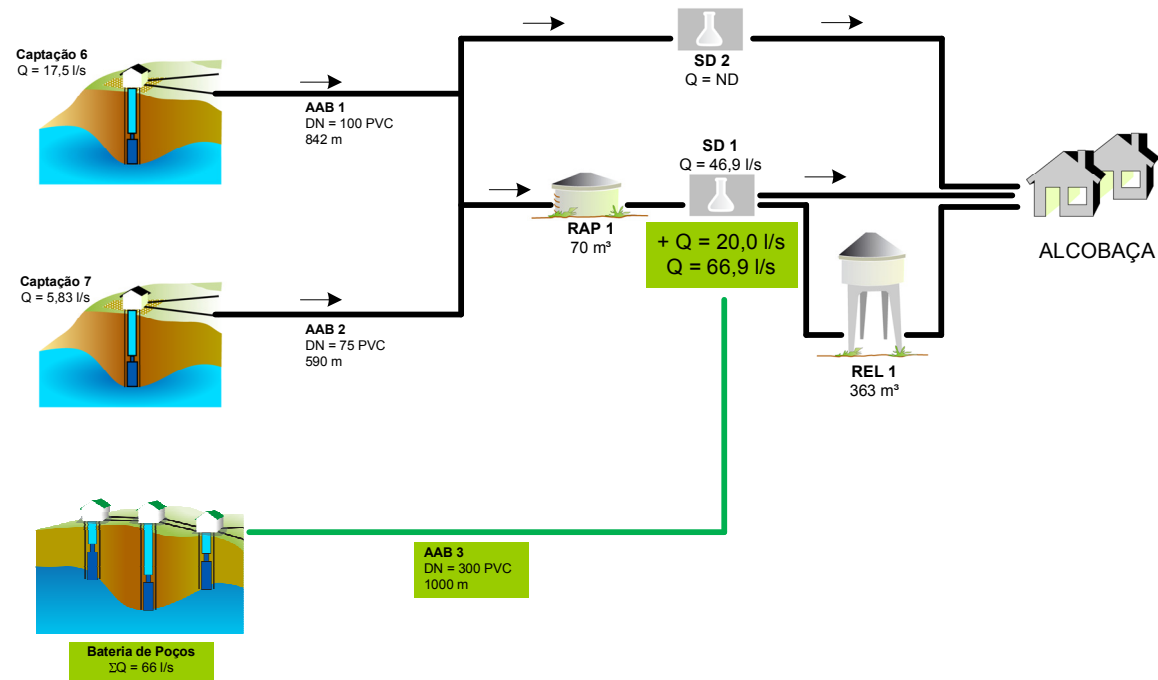 Captação 6
Q = 17,5 l/s
AAB 1
DN = 100 PVC
842 m
SD 2
Q = ND
SD 1
Q = 46,9 l/s
RAP 1
70 m³
+ Q = 20,0 l/s
Q = 66,9 l/s
ALCOBAÇA
Captação 7
Q = 5,83 l/s
AAB 2
DN = 75 PVC
590 m
REL 1
363 m³
AAB 3
DN = 300 PVC
1000 m
Bateria de Poços
ΣQ = 66 l/s